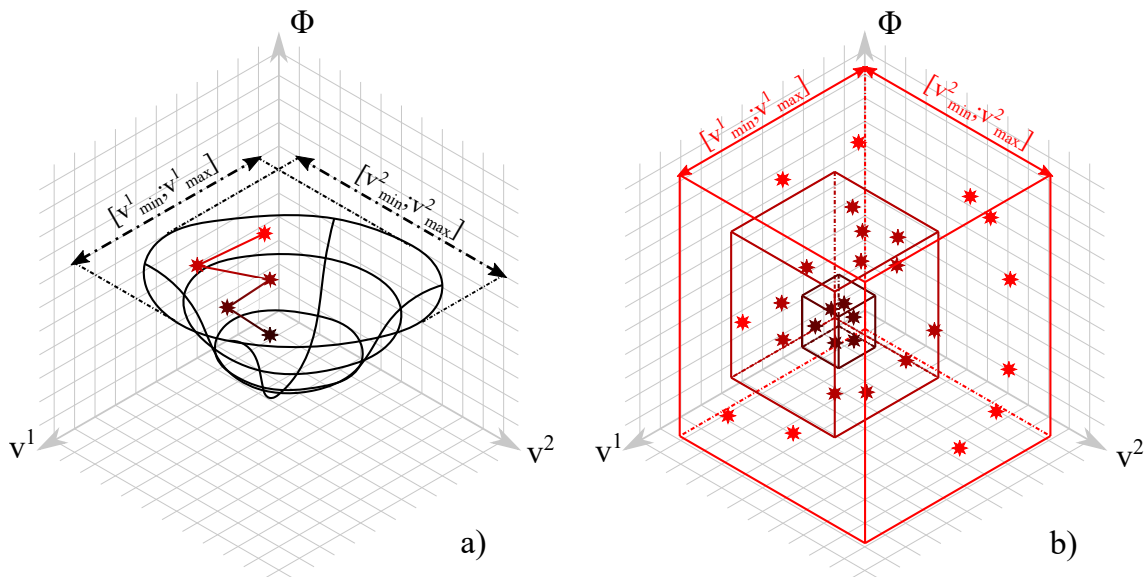 Φ
[v¹min;v¹max]
[v²min;v²max]
v¹
v²
a)
Φ
[v¹min;v¹max]
[v²min;v²max]
v¹
v²
b)